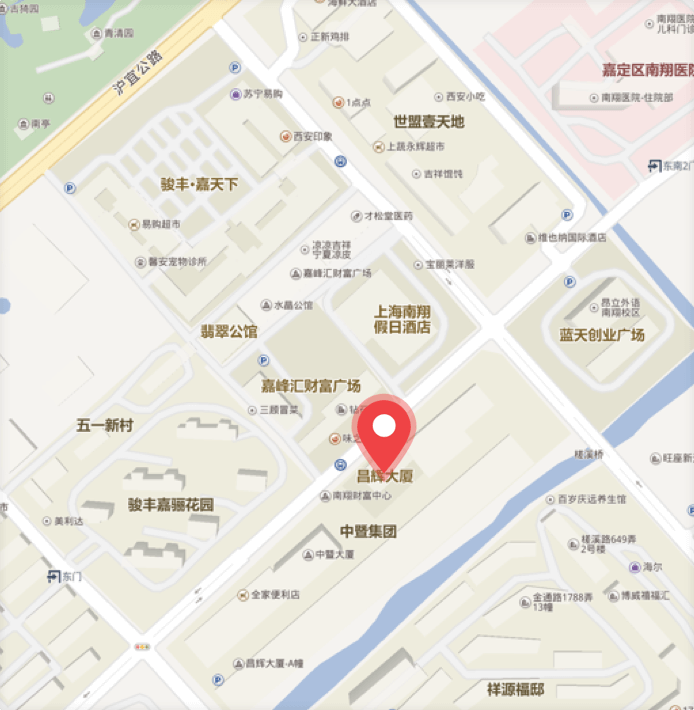 古猗园
海鲜大酒店
青清园
正新鸡排
南翔医院
儿科门诊
沪宜公路
嘉定区南翔医院
苏宁易购
1点点
西安小吃
南翔医院-住院部
南亭
世盟壹天地
西安印象
上蔬永辉超市
东南2门
吉祥馄饨
骏丰·嘉天下
才松堂医药
易购超市
维也纳国际酒店
凉凉吉祥
宁夏凉皮
馨安宠物诊所
宝丽莱洋服
嘉峰汇财富广场
水晶公馆
昂立外语
南翔校区
上海南翔
假日酒店
翡翠公馆
蓝天创业广场
嘉峰汇财富广场
三顾冒菜
五一新村
味之
槎溪桥
旺座新
昌辉大厦
南翔财富中心
百岁庆远养生馆
骏丰嘉骊花园
市
美利达
中暨集团
槎溪路649弄
2号楼
中暨大厦
海尔
东门
全家便利店
金通路1788弄
13幢
博威禧福汇
昌辉大厦-A幢
祥源福邸